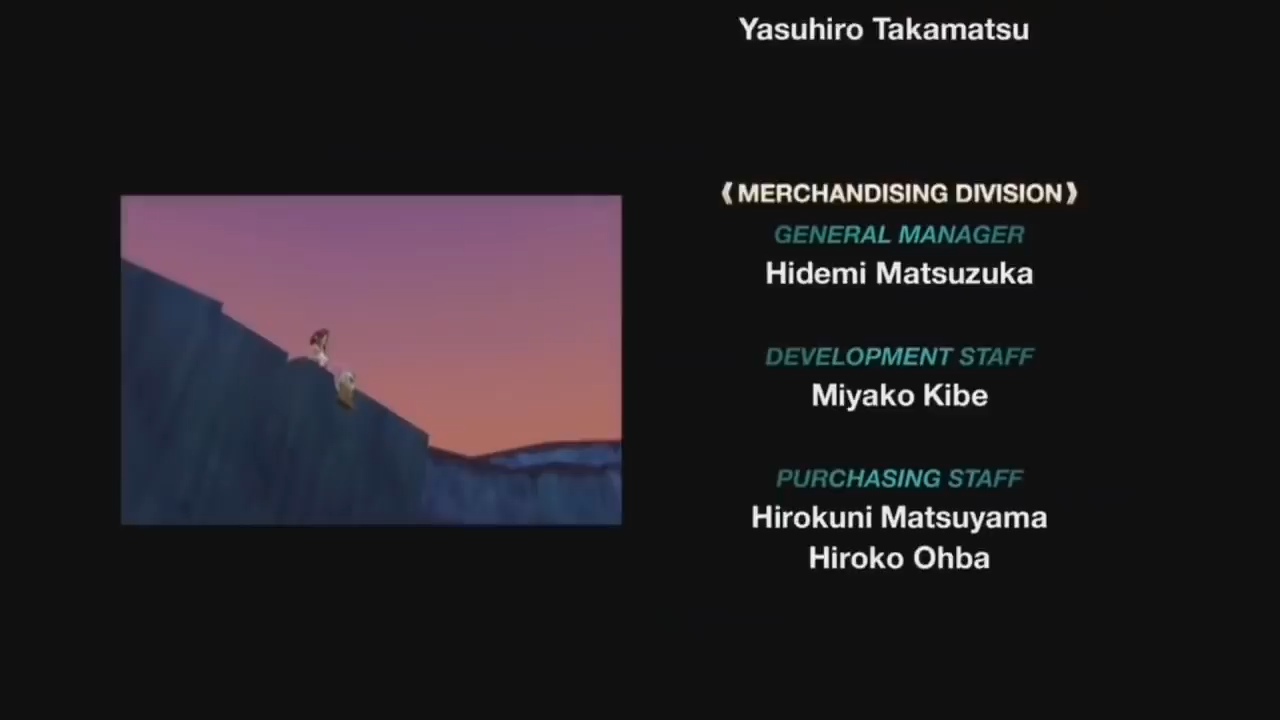 Yasuhiro Takamatsu
《MERCHANDISING DIVISION》
GENERAL MANAGER
Hidemi Matsuzuka
DEVELOPMENT STAFF
Miyako Kibe
PURCHASING STAFF
Hirokuni Matsuyama
Hiroko Ohba